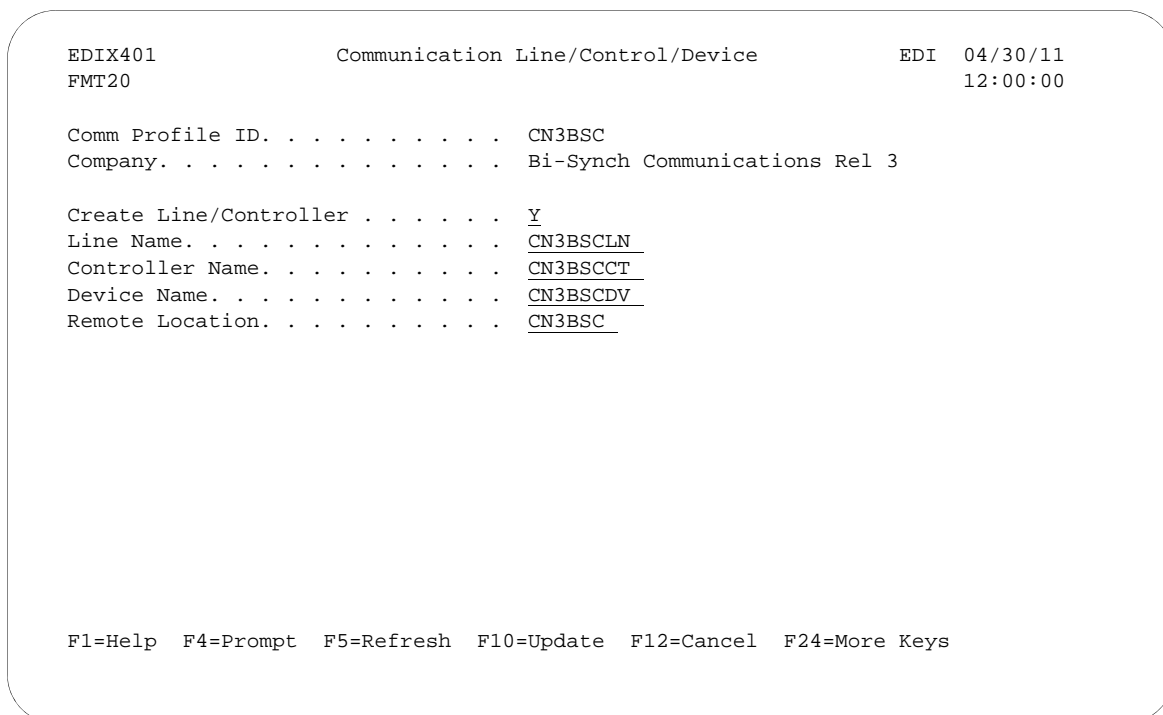 EDIX401 Communication Line/Control/Device EDI 04/30/11
FMT20 12:00:00
Comm Profile ID. . . . . . . . . . CN3BSC
Company. . . . . . . . . . . . . . Bi-Synch Communications Rel 3
Create Line/Controller . . . . . . Y
Line Name. . . . . . . . . . . . . CN3BSCLN
Controller Name. . . . . . . . . . CN3BSCCT
Device Name. . . . . . . . . . . . CN3BSCDV
Remote Location. . . . . . . . . . CN3BSC
F1=Help F4=Prompt F5=Refresh F10=Update F12=Cancel F24=More Keys